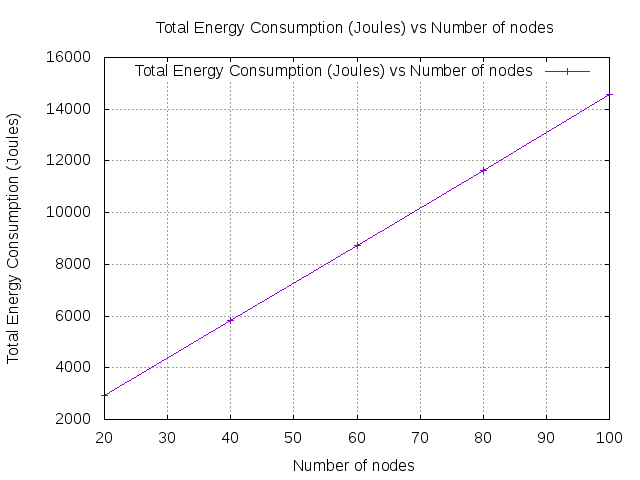 Total Energy Consumption (Joules) vs Number of nodes
16000
Total Energy Consumption (Joules) vs Number of nodes
14000
12000
10000
8000
6000
4000
2000
Total Energy Consumption (Joules)
20 30 40 50 60 70 80 90 100
Number of nodes